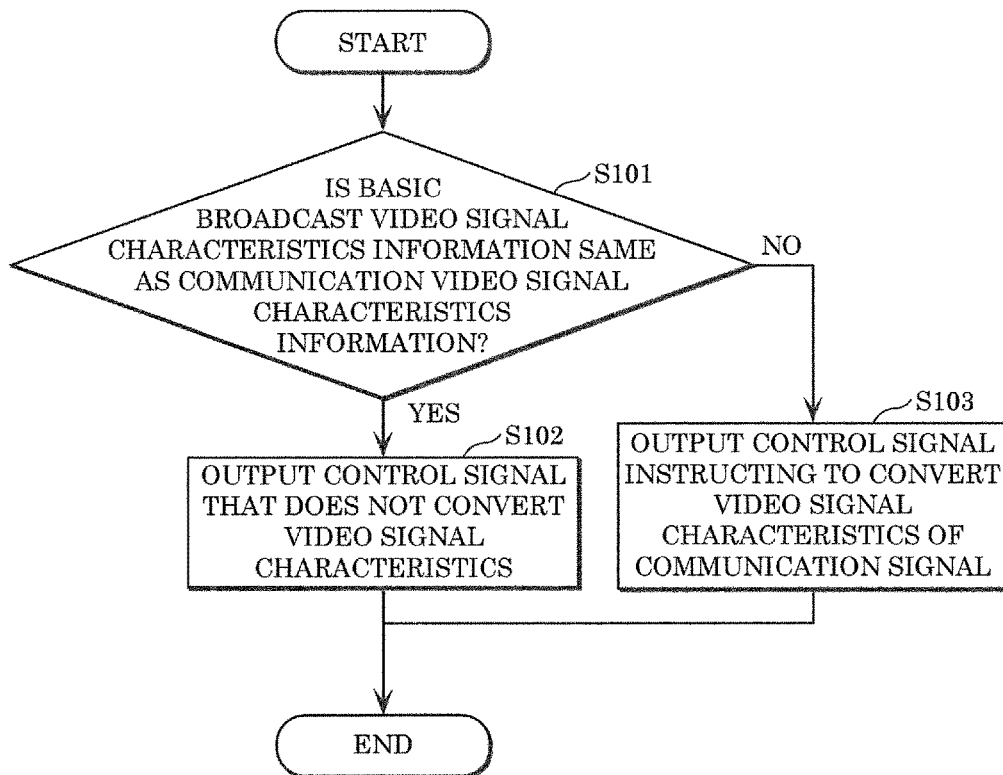 START
S101
IS BASIC
BROADCAST VIDEO SIGNAL
CHARACTERISTICS INFORMATION SAME
AS COMMUNICATION VIDEO SIGNAL
CHARACTERISTICS
INFORMATION?
NO
YES
S102
OUTPUT CONTROL SIGNAL
THAT DOES NOT CONVERT
VIDEO SIGNAL
CHARACTERISTICS
S103
OUTPUT CONTROL SIGNAL
INSTRUCTING TO CONVERT
VIDEO SIGNAL
CHARACTERISTICS OF
COMMUNICATION SIGNAL
END